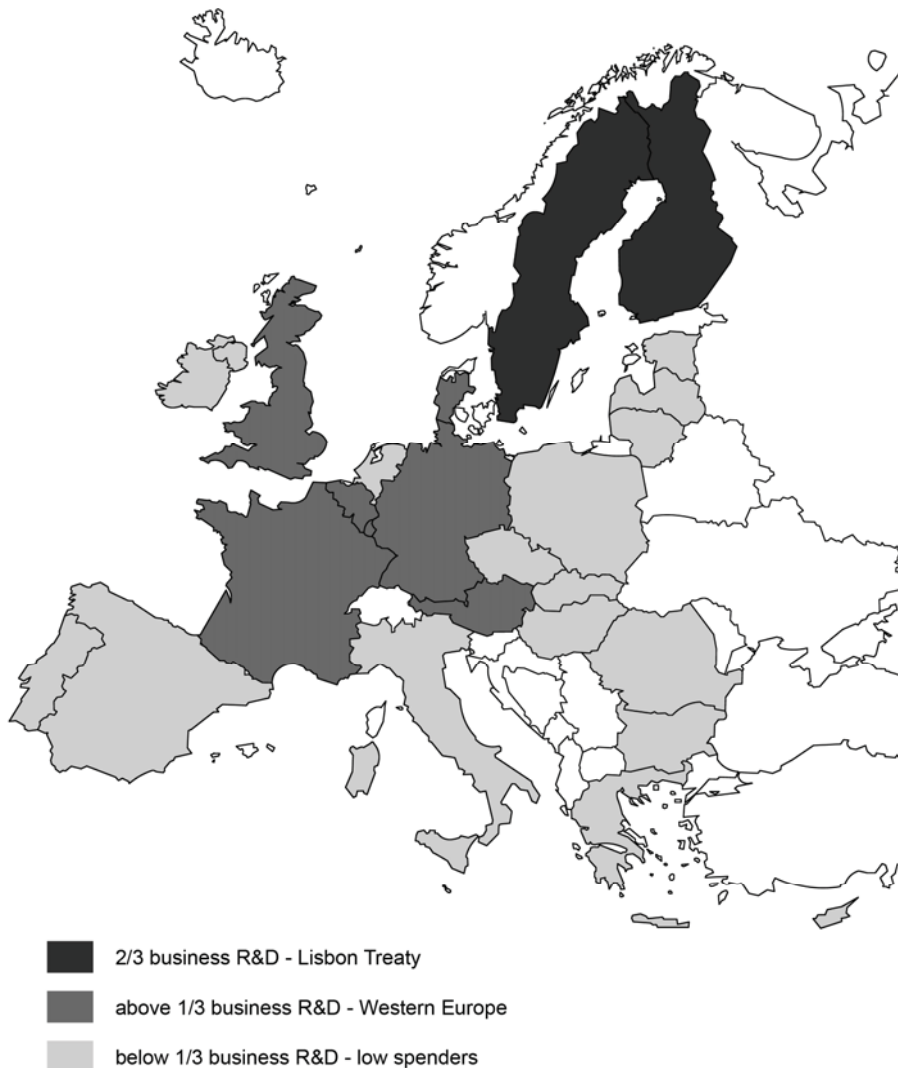 2/3 business R&D - Lisbon Treaty
above 1/3 business R&D - Western Europe
below 1/3 business R&D - low spenders